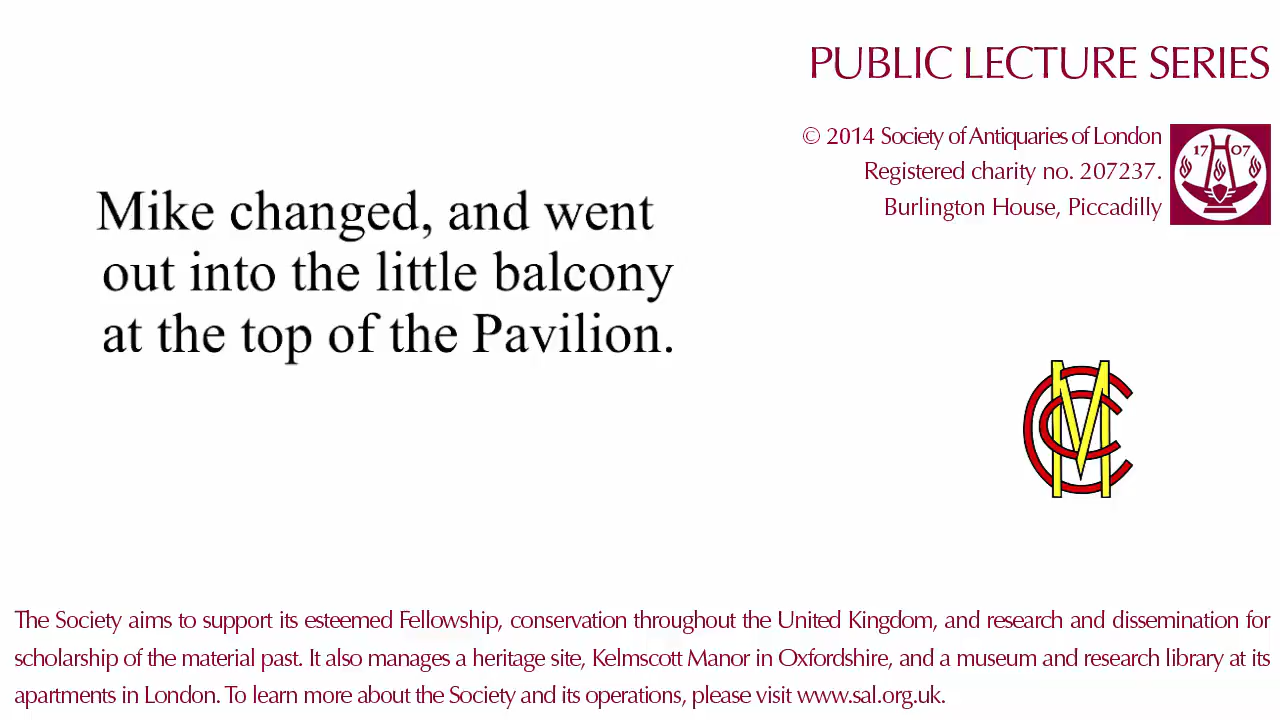 PUBLIC LECTURE SERIES
© 2014 Society of Antiquaries of London
Registered charity no. 207237.
Burlington House, Piccadilly
17 07
Mike changed, and went
out into the little balcony
at the top of the Pavilion.
MCC
The Society aims to support its esteemed Fellowship, conservation throughout the United Kingdom, and research and dissemination for
scholarship of the material past. It also manages a heritage site, Kelmscott Manor in Oxfordshire, and a museum and research library at its
apartments in London. To learn more about the Society and its operations, please visit www.sal.org.uk.